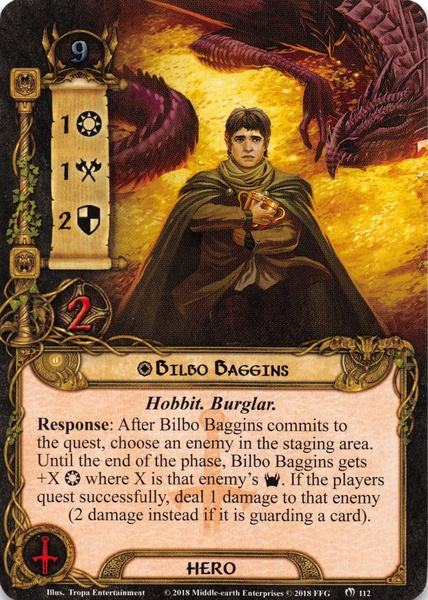 9
1
1
2
2
Bilbo Baggins
Hobbit. Burglar.
Response: After Bilbo Baggins commits to
the quest, choose an enemy in the staging area.
Until the end of the phase, Bilbo Baggins gets
+X where X is that enemy's . If the players
quest successfully, deal 1 damage to that enemy
(2 damage instead if it is guarding a card).
HERO
Illus. Tropa Entertainment © 2018 Middle-earth Enterprises © 2018 FFG 112